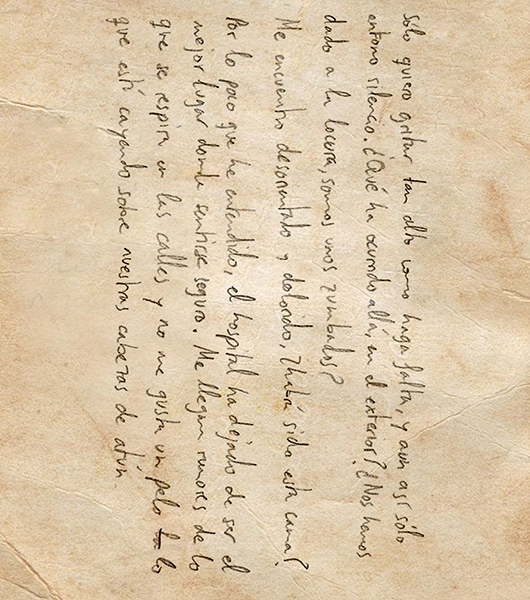 Sólo quiero gritar tan alto como haga falta, y aun así sólo
entono silencio. ¿Qué ha ocurrido allá, en el exterior? ¿Nos hemos
dado a la locura, somos unos zumbados?
Me encuentro desorientado y dolorido, ¿habrá sido esta cama?
Por lo poco que he entendido, el hospital ha dejado de ser el
mejor lugar donde sentirse seguro. Me llegan rumores de lo
que se respira en las calles y no me gusta un pelo lo
que está cayendo sobre nuestras cabezas de atún.